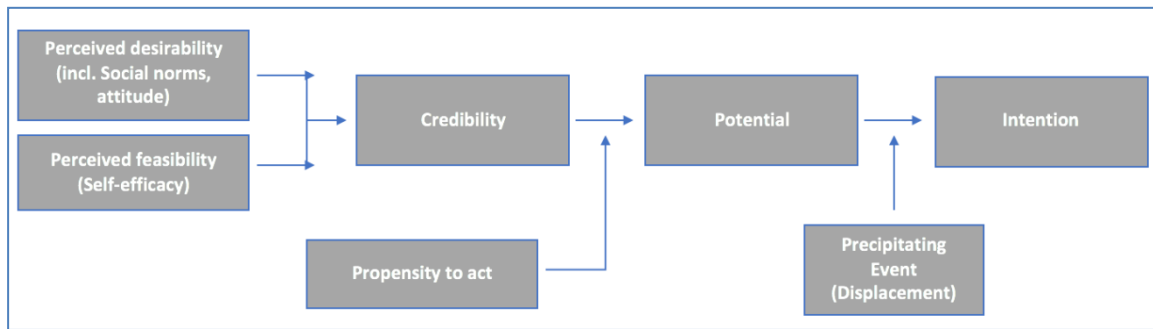 Perceived desirability
(incl. Social norms,
attitude)
Perceived feasibility
(Self-efficacy)
Credibility
Potential
Intention
Propensity to act
Precipitating
Event
(Displacement)